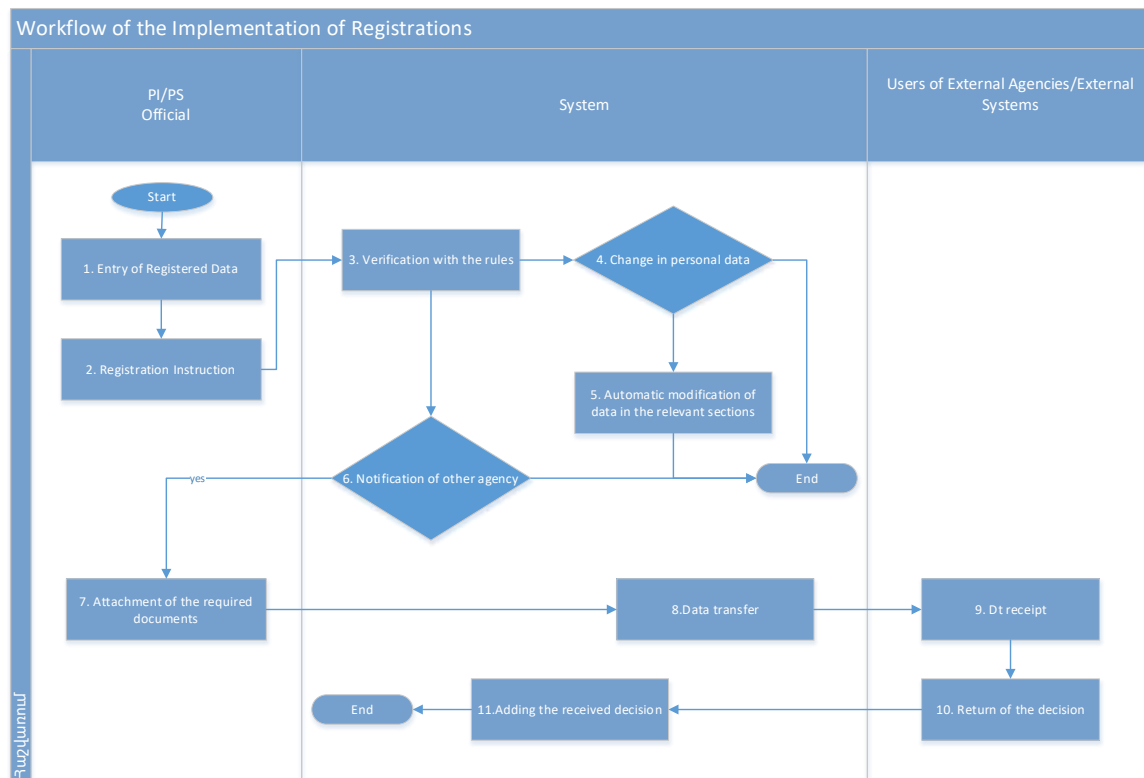 Workflow of the Implementation of Registrations
PI/PS
Official
System
Users of External Agencies/External
Systems
Start
1. Entry of Registered Data
2. Registration Instruction
3. Verification with the rules
4. Change in personal data
5. Automatic modification of
data in the relevant sections
yes
6. Notification of other agency
End
7. Attachment of the required
documents
8.Data transfer
9. Dt receipt
End
11.Adding the received decision
10. Return of the decision